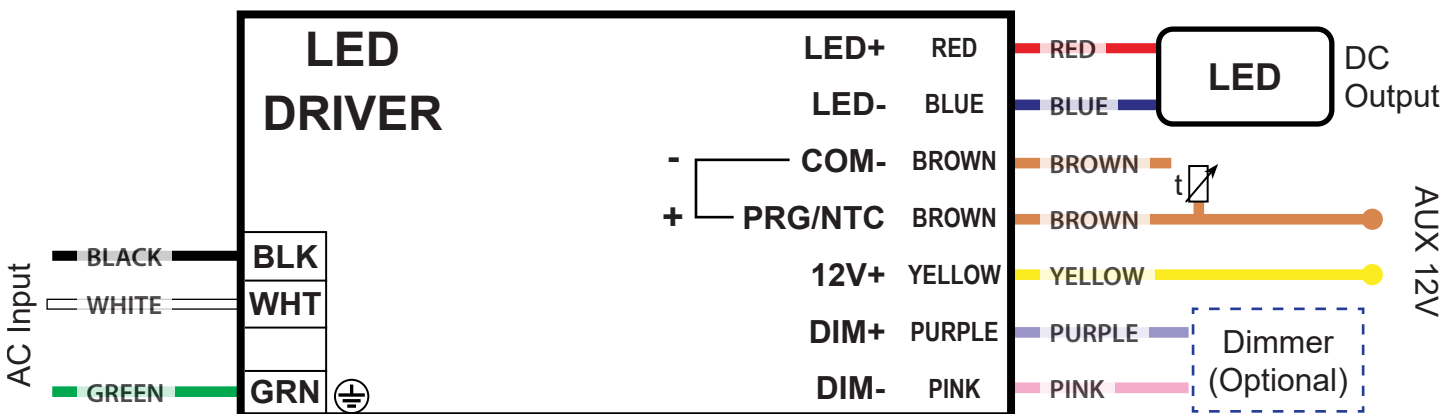 LED
DRIVER
AC Input
BLACK
BLK
WHITE
WHT
GREEN
GRN
LED+ RED RED
LED- BLUE BLUE
LED
DC
Output
- COM- BROWN BROWN
t
+ PRG/NTC BROWN BROWN
12V+ YELLOW YELLOW
AUX 12V
DIM+ PURPLE PURPLE
DIM- PINK PINK
Dimmer
(Optional)